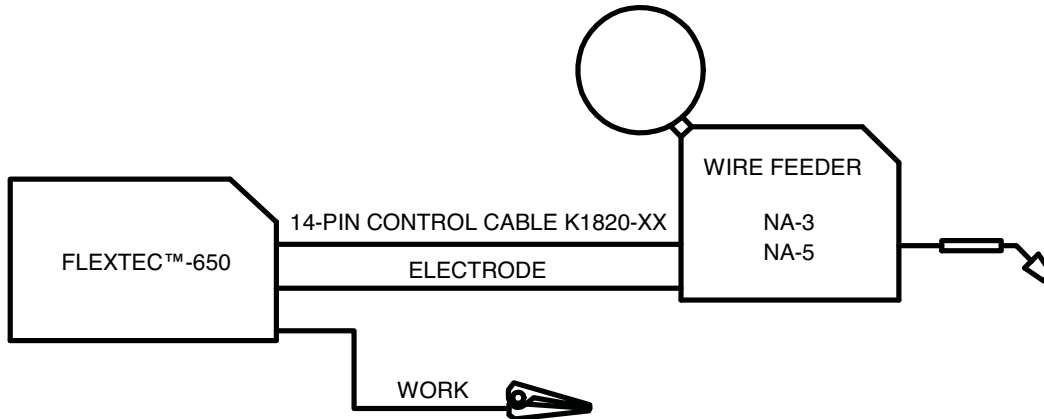 WIRE FEEDER
NA-3
NA-5
14-PIN CONTROL CABLE K1820-XX
FLEXTEC™-650
ELECTRODE
WORK